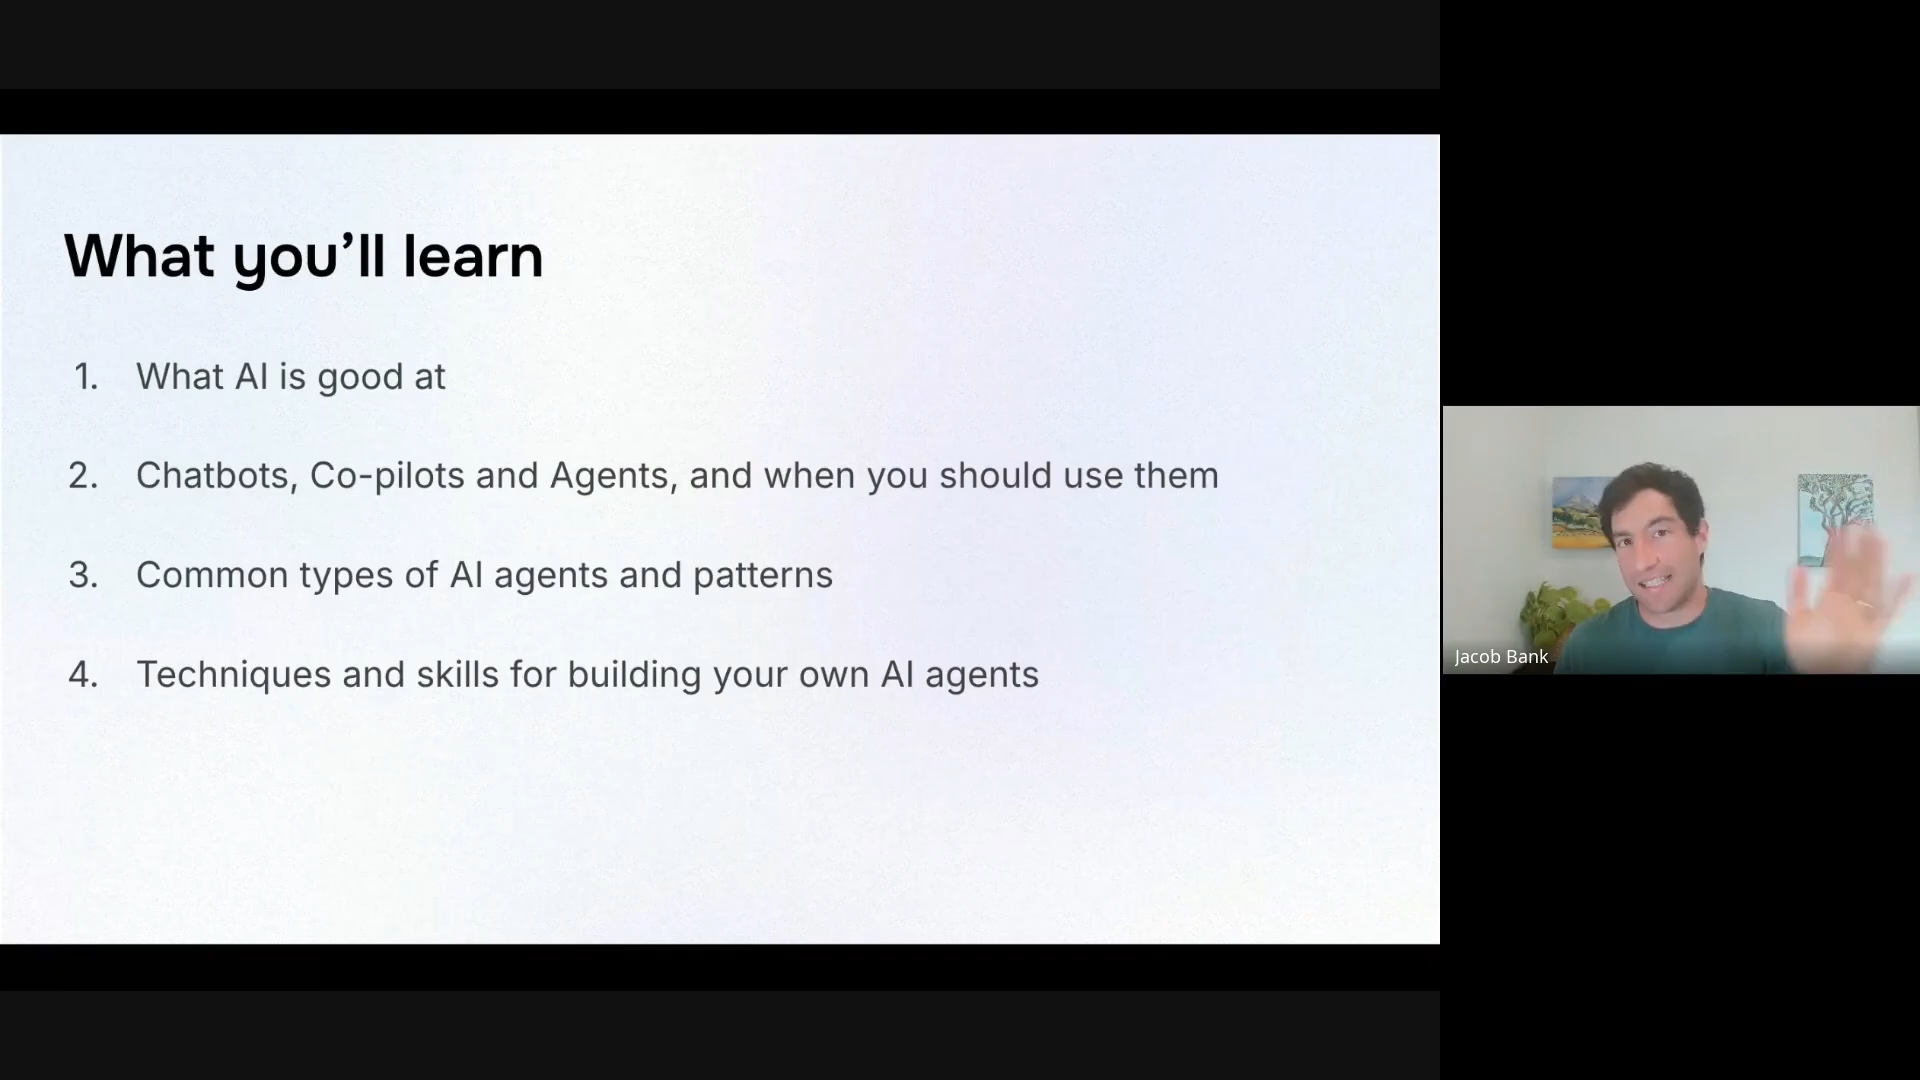 What you’ll learn
1. What AI is good at
2. Chatbots, Co-pilots and Agents, and when you should use them
3. Common types of AI agents and patterns
4. Techniques and skills for building your own AI agents
Jacob Bank